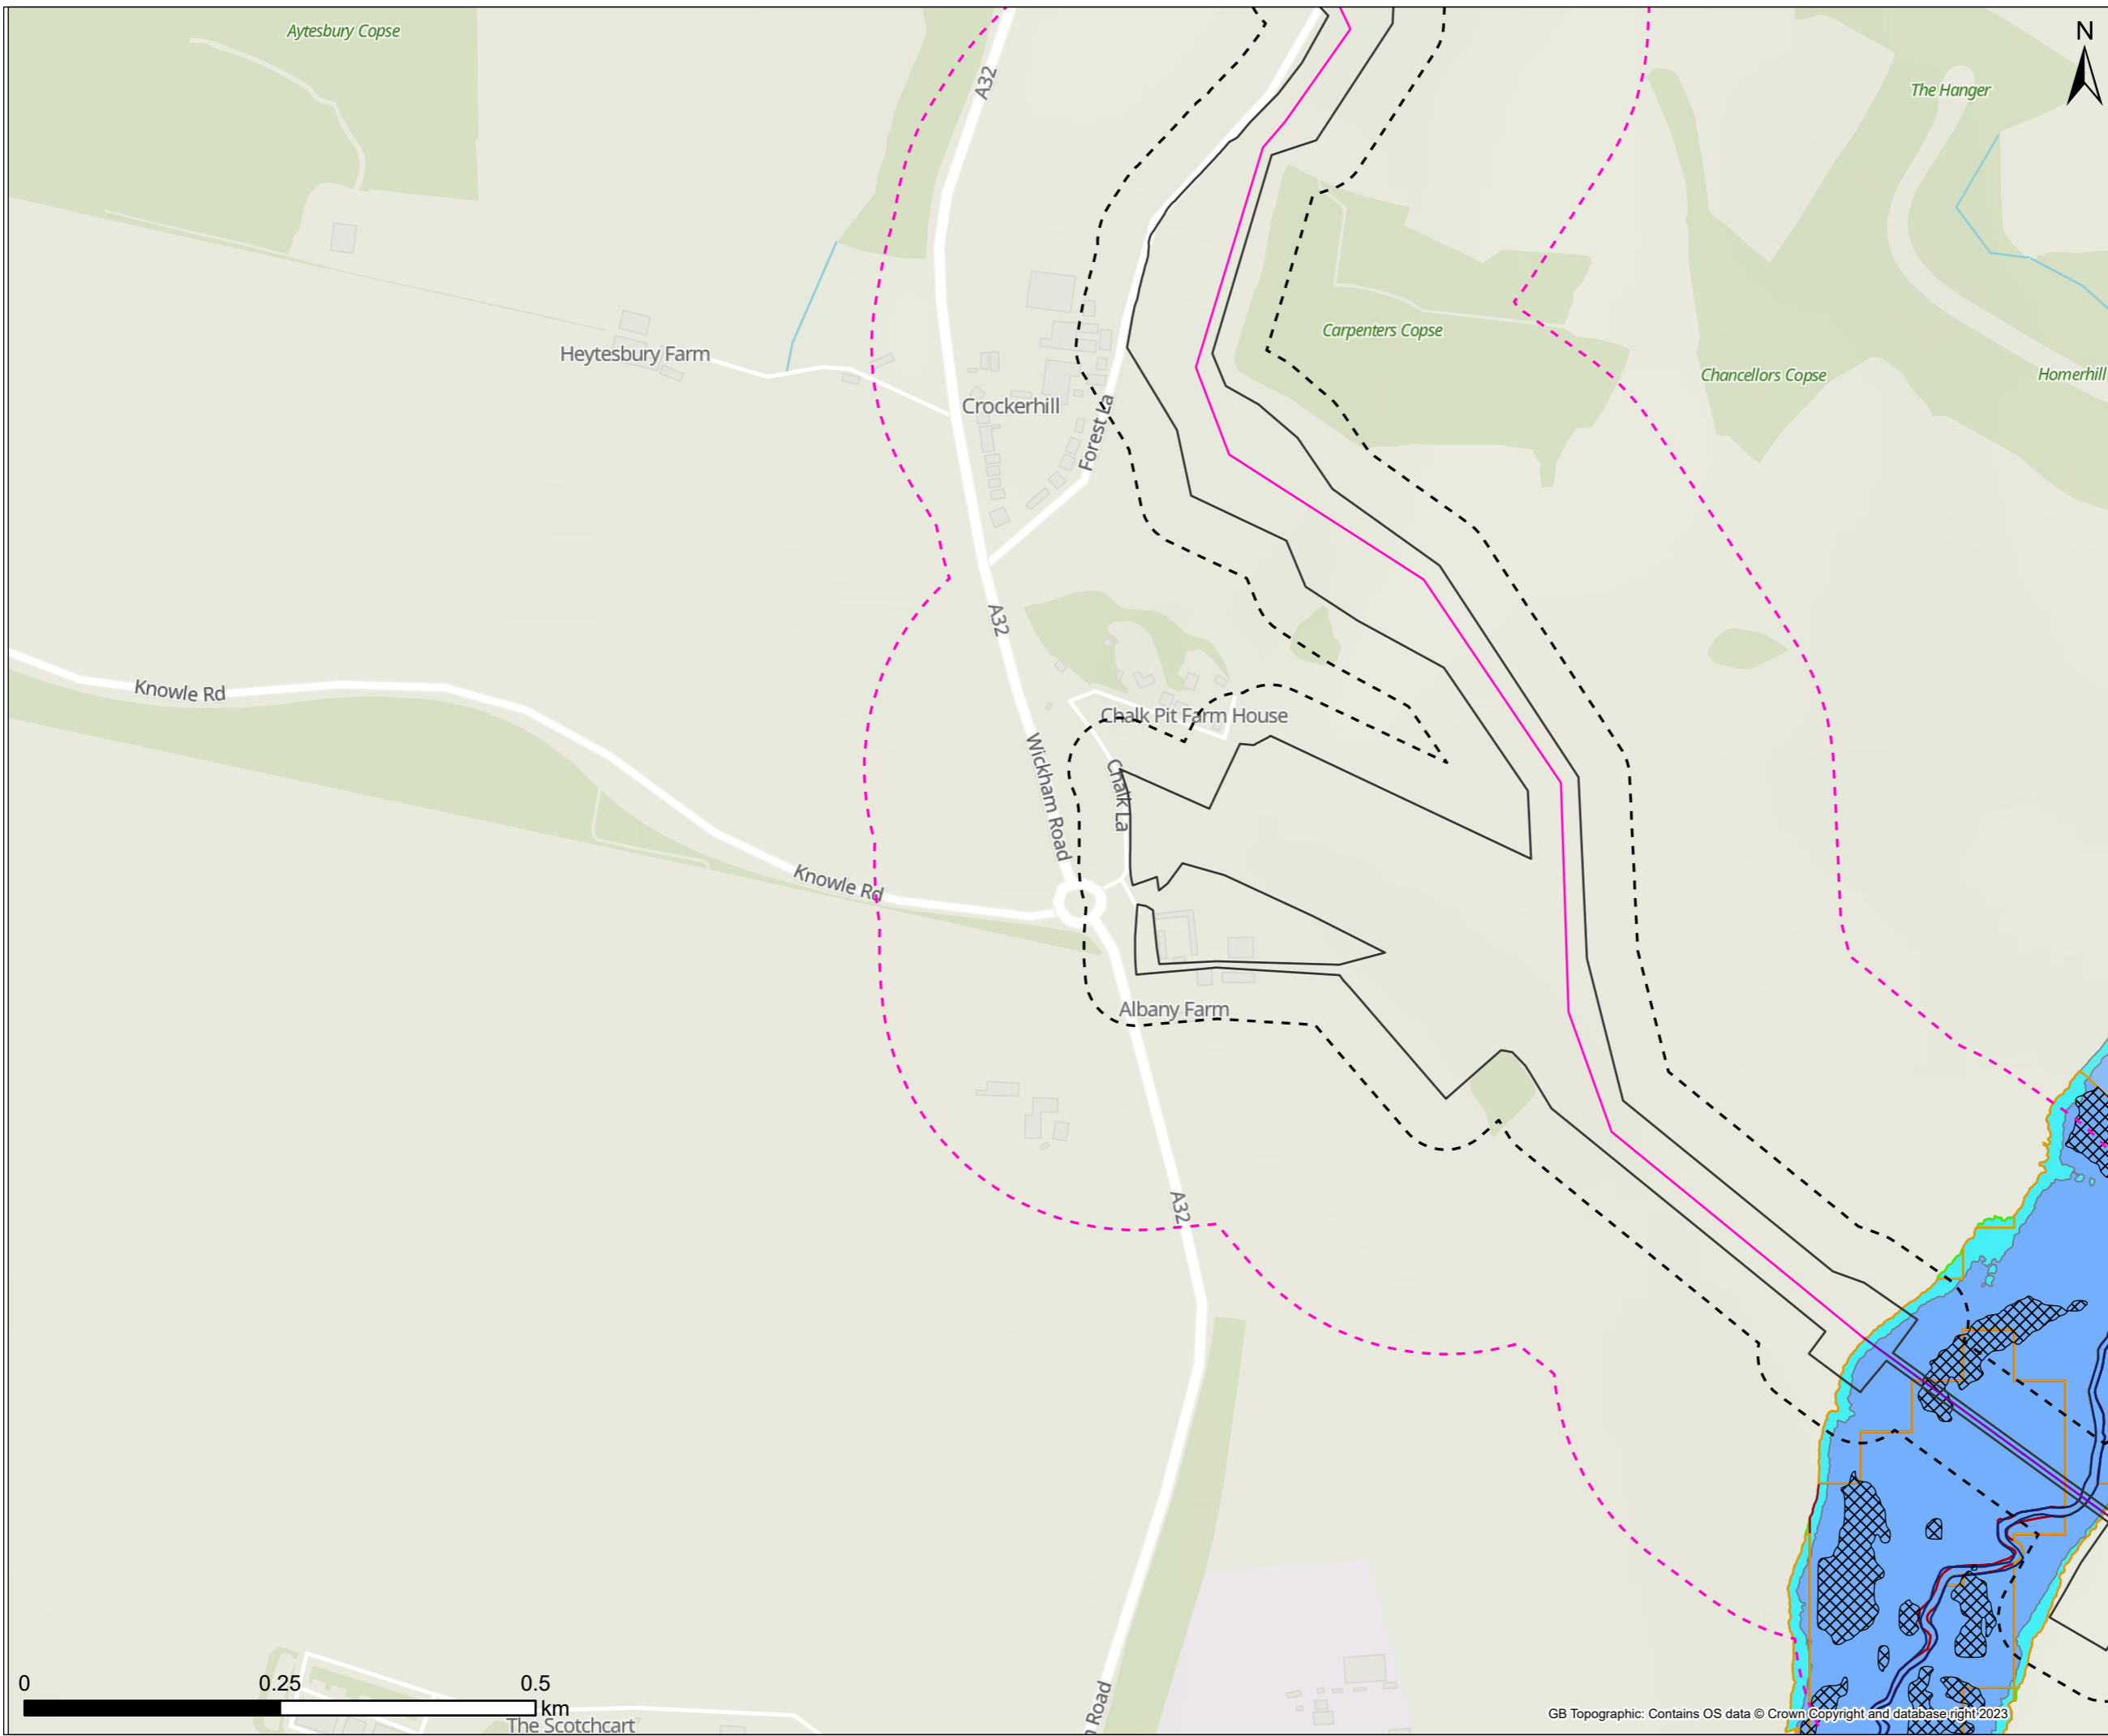 Aytesbury Copse
N
A32
The Hanger
Carpenters Copse
Heytesbury Farm
Chancellors Copse
Homerhill
Crockerhill
Forest La
A32
Knowle Rd
Chalk Pit Farm House
Wickham Road
Chalk La
Knowle Rd
Albany Farm
A32
0 0.25 0.5
km
Road
The Scotchcart
GB Topographic: Contains OS data © Crown Copyright and database right 2023